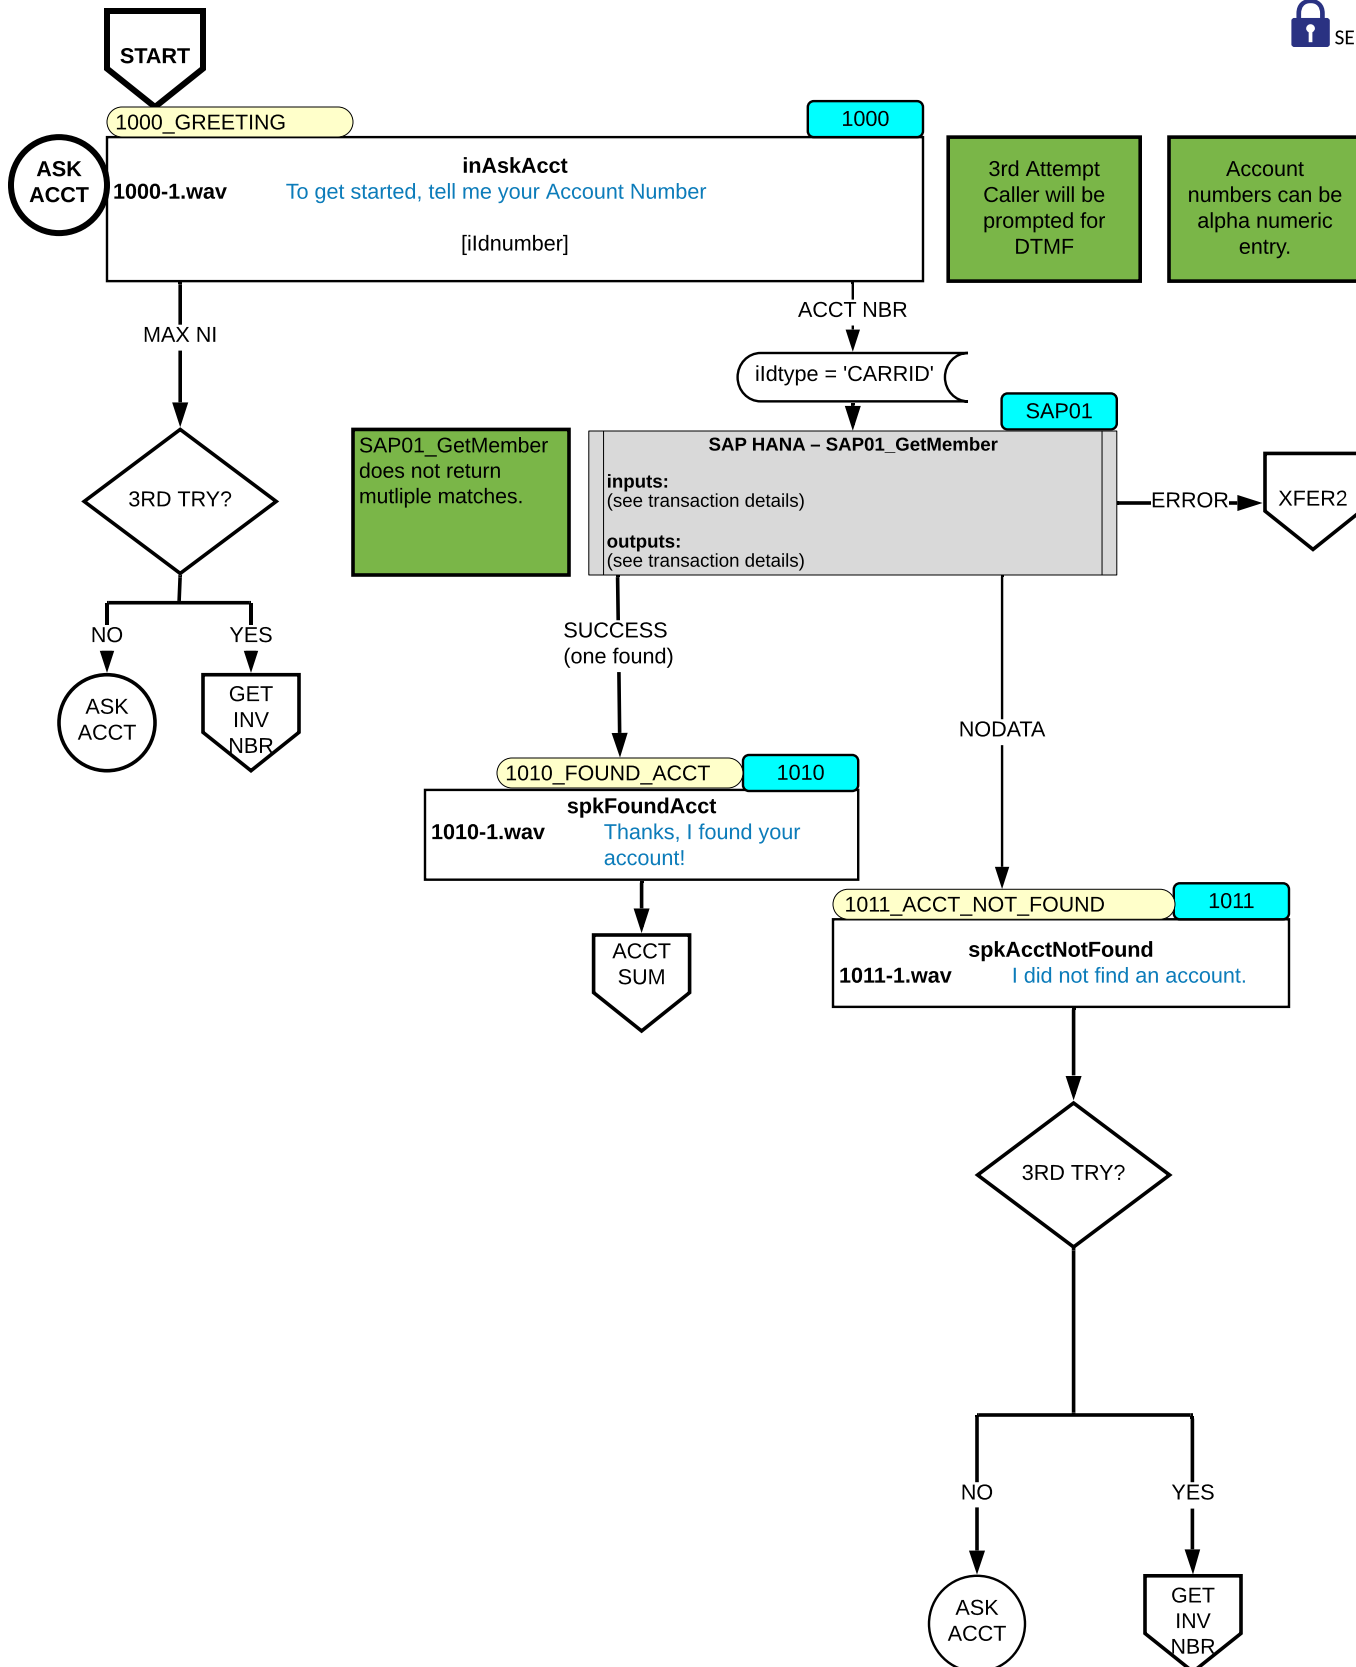 START
SE
1000_GREETING
1000
ASK
ACCT
inAskAcct
1000-1.wav To get started, tell me your Account Number
[iIdnumber]
3rd Attempt
Caller will be
prompted for
DTMF
Account
numbers can be
alpha numeric
entry.
MAX NI
ACCT NBR
iIdtype = 'CARRID'
SAP01
3RD TRY?
SAP01_GetMember
does not return
mutliple matches.
SAP HANA – SAP01_GetMember
inputs:
(see transaction details)
outputs:
(see transaction details)
ERROR
XFER2
NO
YES
SUCCESS
(one found)
ASK
ACCT
GET
INV
NBR
NODATA
1010_FOUND_ACCT
1010
spkFoundAcct
1010-1.wav Thanks, I found your
account!
ACCT
SUM
1011_ACCT_NOT_FOUND
1011
spkAcctNotFound
1011-1.wav I did not find an account.
3RD TRY?
NO
YES
ASK
ACCT
GET
INV
NBR